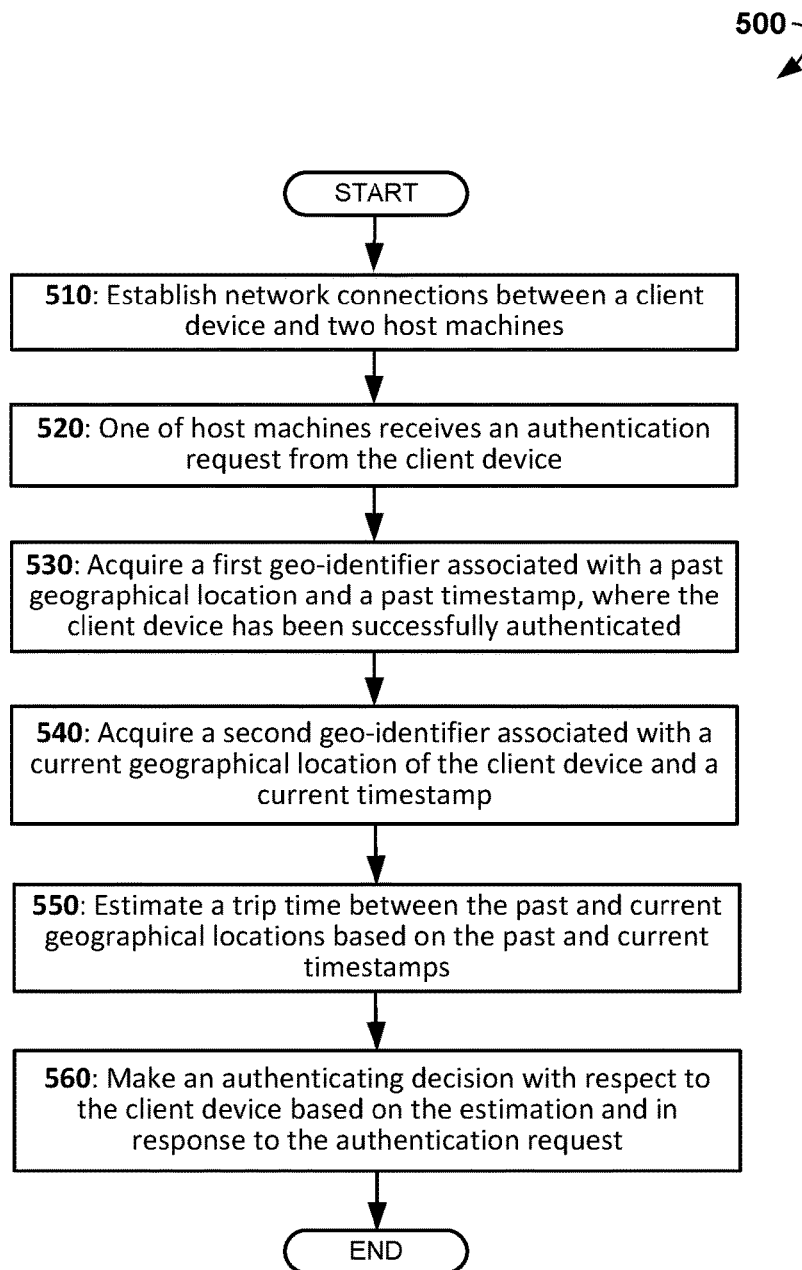 500
START
510: Establish network connections between a client
device and two host machines
520: One of host machines receives an authentication
request from the client device
530: Acquire a first geo-identifier associated with a past
geographical location and a past timestamp, where the
client device has been successfully authenticated
540: Acquire a second geo-identifier associated with a
current geographical location of the client device and a
current timestamp
550: Estimate a trip time between the past and current
geographical locations based on the past and current
timestamps
560: Make an authenticating decision with respect to
the client device based on the estimation and in
response to the authentication request
END